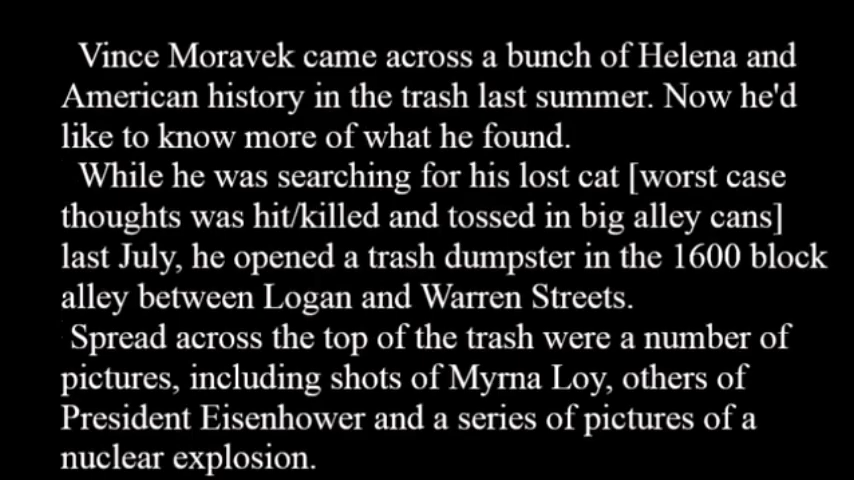 Vince Moravek came across a bunch of Helena and
American history in the trash last summer. Now he'd
like to know more of what he found.
While he was searching for his lost cat [worst case
thoughts was hit/killed and tossed in big alley cans]
last July, he opened a trash dumpster in the 1600 block
alley between Logan and Warren Streets.
Spread across the top of the trash were a number of
pictures, including shots of Myrna Loy, others of
President Eisenhower and a series of pictures of a
nuclear explosion.